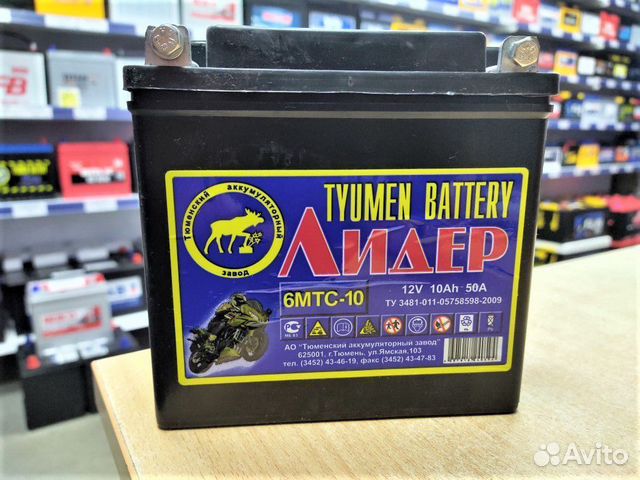 TYUMEN BATTERY
Тюменский аккумуляторный завод
ЛИДЕР
6МТС-10
12V 10Ah 50A
ТУ 3481-011-05758598-2009
АО "Тюменский аккумуляторный завод"
625001, г.Тюмень, ул.Ямская,103
тел. (3452) 43-46-19, факс (3452) 43-47-83
Avito